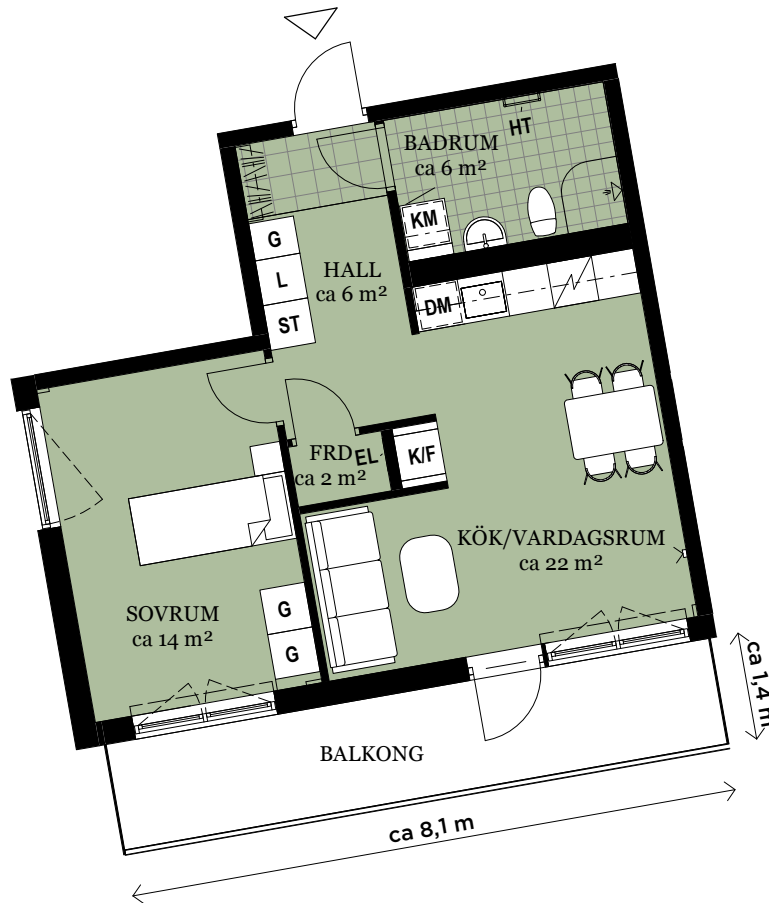 BADRUM
ca 6 m²
HT
KM
G
L
ST
HALL
ca 6 m²
DM
FRD
ca 2 m²
EL
K/F
KÖK/VARDAGSRUM
ca 22 m²
SOVRUM
ca 14 m²
G
G
BALKONG
ca 1,4 m
ca 8,1 m